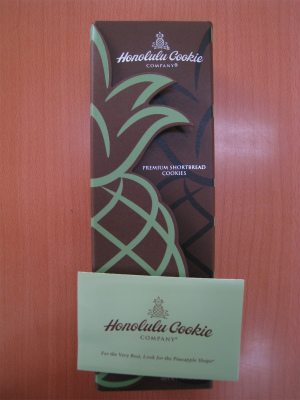 Honolulu Cookie
COMPANY®
PREMIUM SHORTBREAD
COOKIES
Honolulu Cookie
COMPANY®
For the Very Best, Look for the Pineapple Shape®